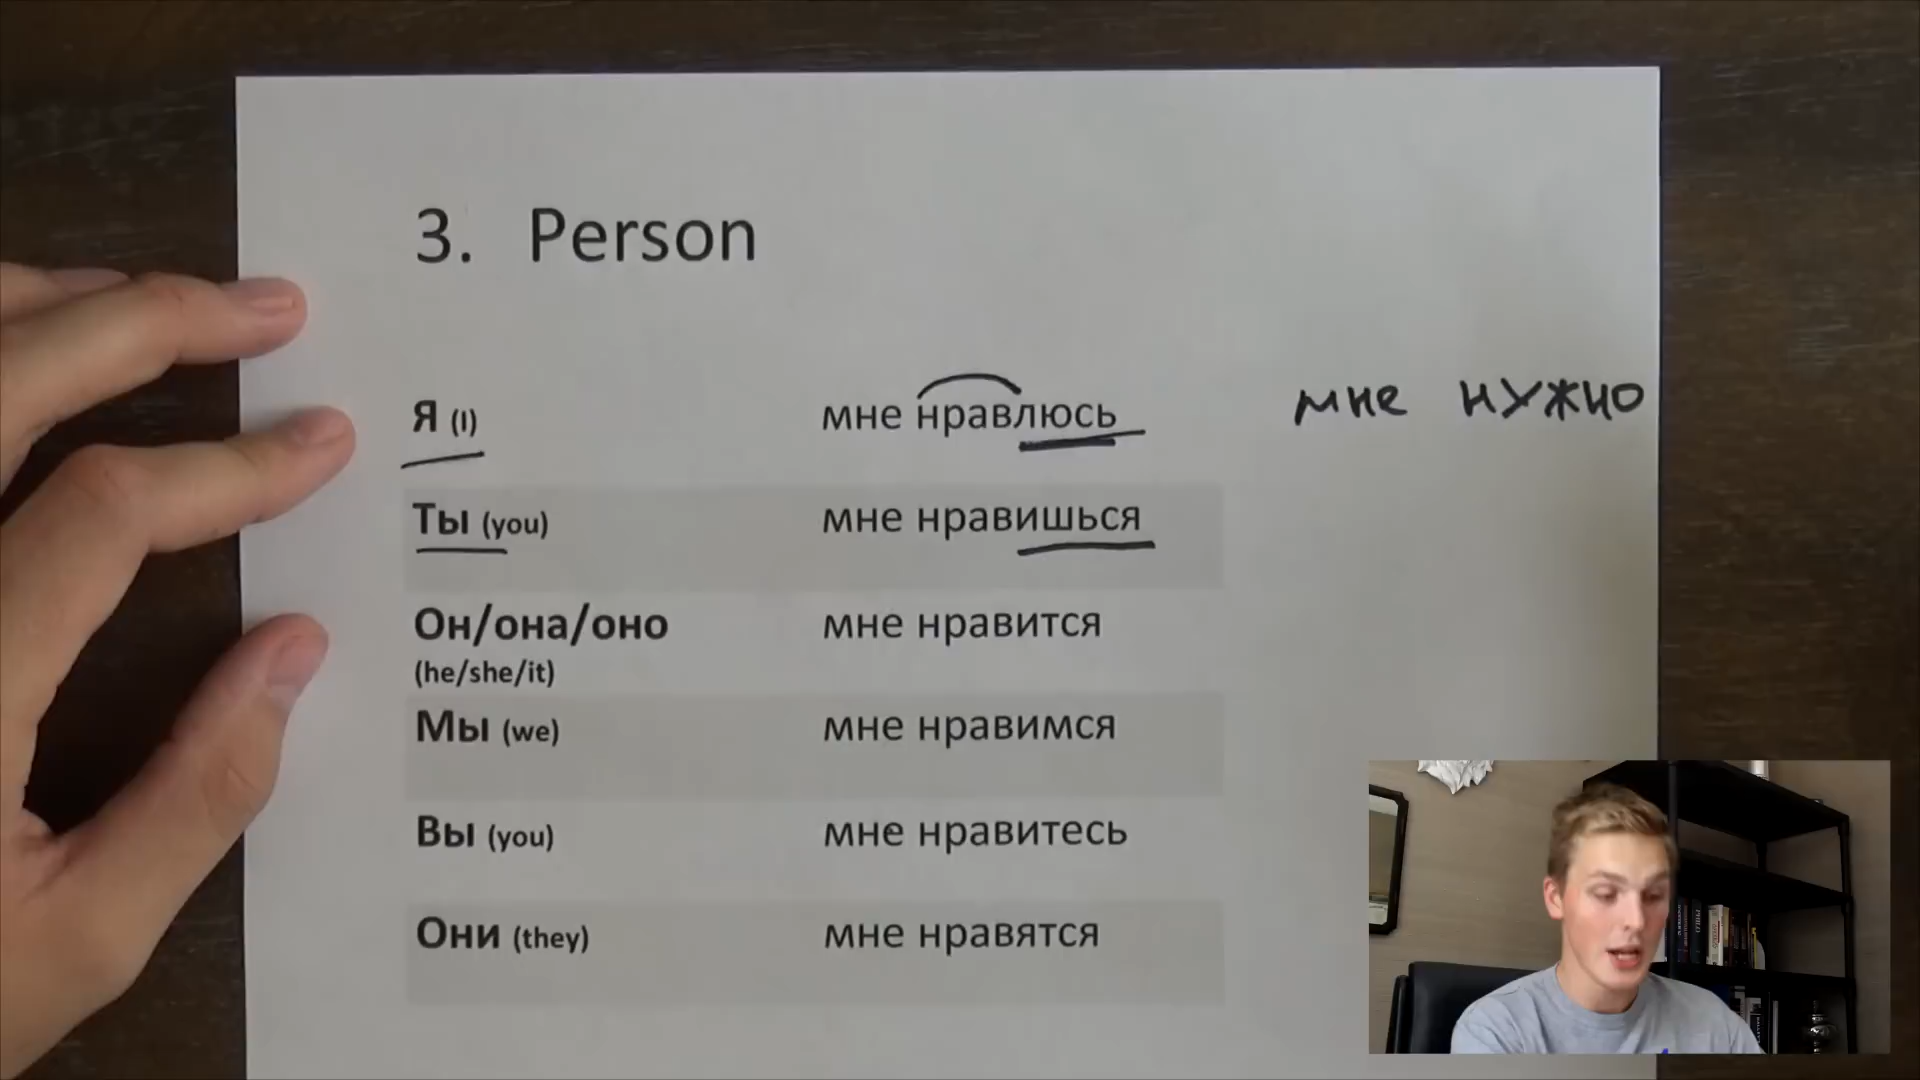 3. Person
Я (I) мне нравлюсь мне нужно
Ты (you) мне нравишься
Он/она/оно мне нравится
(he/she/it)
Мы (we) мне нравимся
Вы (you) мне нравитесь
Они (they) мне нравятся